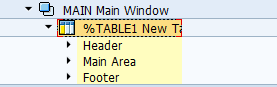 MAIN Main Window
%TABLE1 New Ta
Header
Main Area
Footer